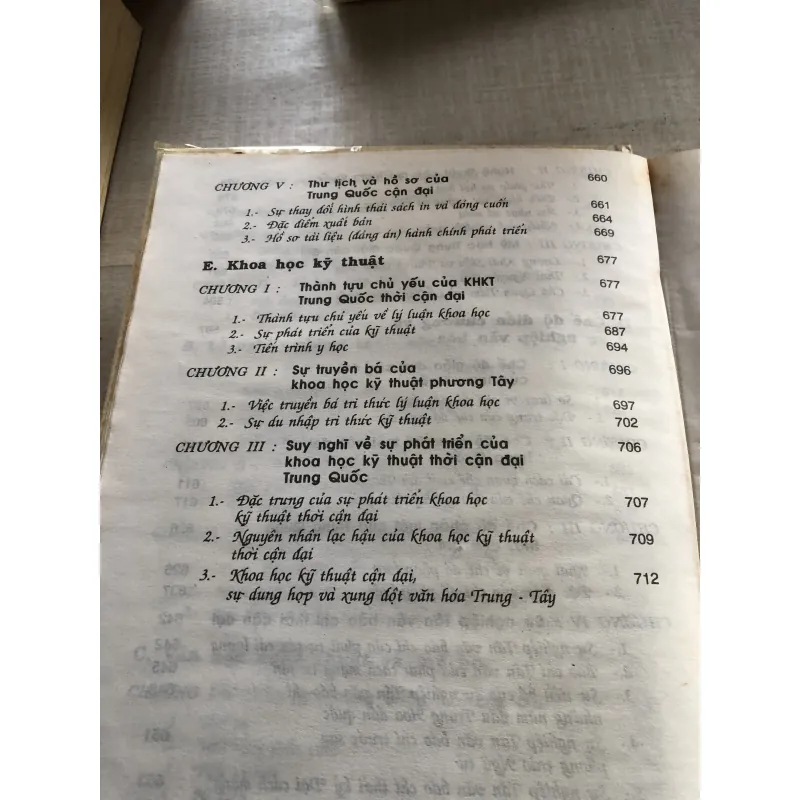 CHƯƠNG V : Thư tịch và hồ sơ của 660
Trung Quốc cận đại
1.- Sự thay đổi hình thái sách in và đóng cuốn 661
2.- Đặc điểm xuất bản 664
3.- Hồ sơ tài liệu (đáng án) hành chính phát triển 669
E. Khoa học kỹ thuật 677
CHƯƠNG I : Thành tựu chủ yếu của KHKT 677
Trung Quốc thời cận đại
1.- Thành tựu chủ yếu về lý luận khoa học 677
2.- Sự phát triển của kỹ thuật 687
3.- Tiến trình y học 694
CHƯƠNG II : Sự truyền bá của 696
khoa học kỹ thuật phương Tây
1.- Việc truyền bá tri thức lý luận khoa học 697
2.- Sự du nhập tri thức kỹ thuật 702
CHƯƠNG III : Suy nghĩ về sự phát triển của 706
khoa học kỹ thuật thời cận đại
Trung Quốc
1.- Đặc trưng của sự phát triển khoa học 707
kỹ thuật thời cận đại
2.- Nguyên nhân lạc hậu của khoa học kỹ thuật 709
thời cận đại
3.- Khoa học kỹ thuật cận đại, 712
sự dung hợp và xung đột văn hóa Trung - Tây